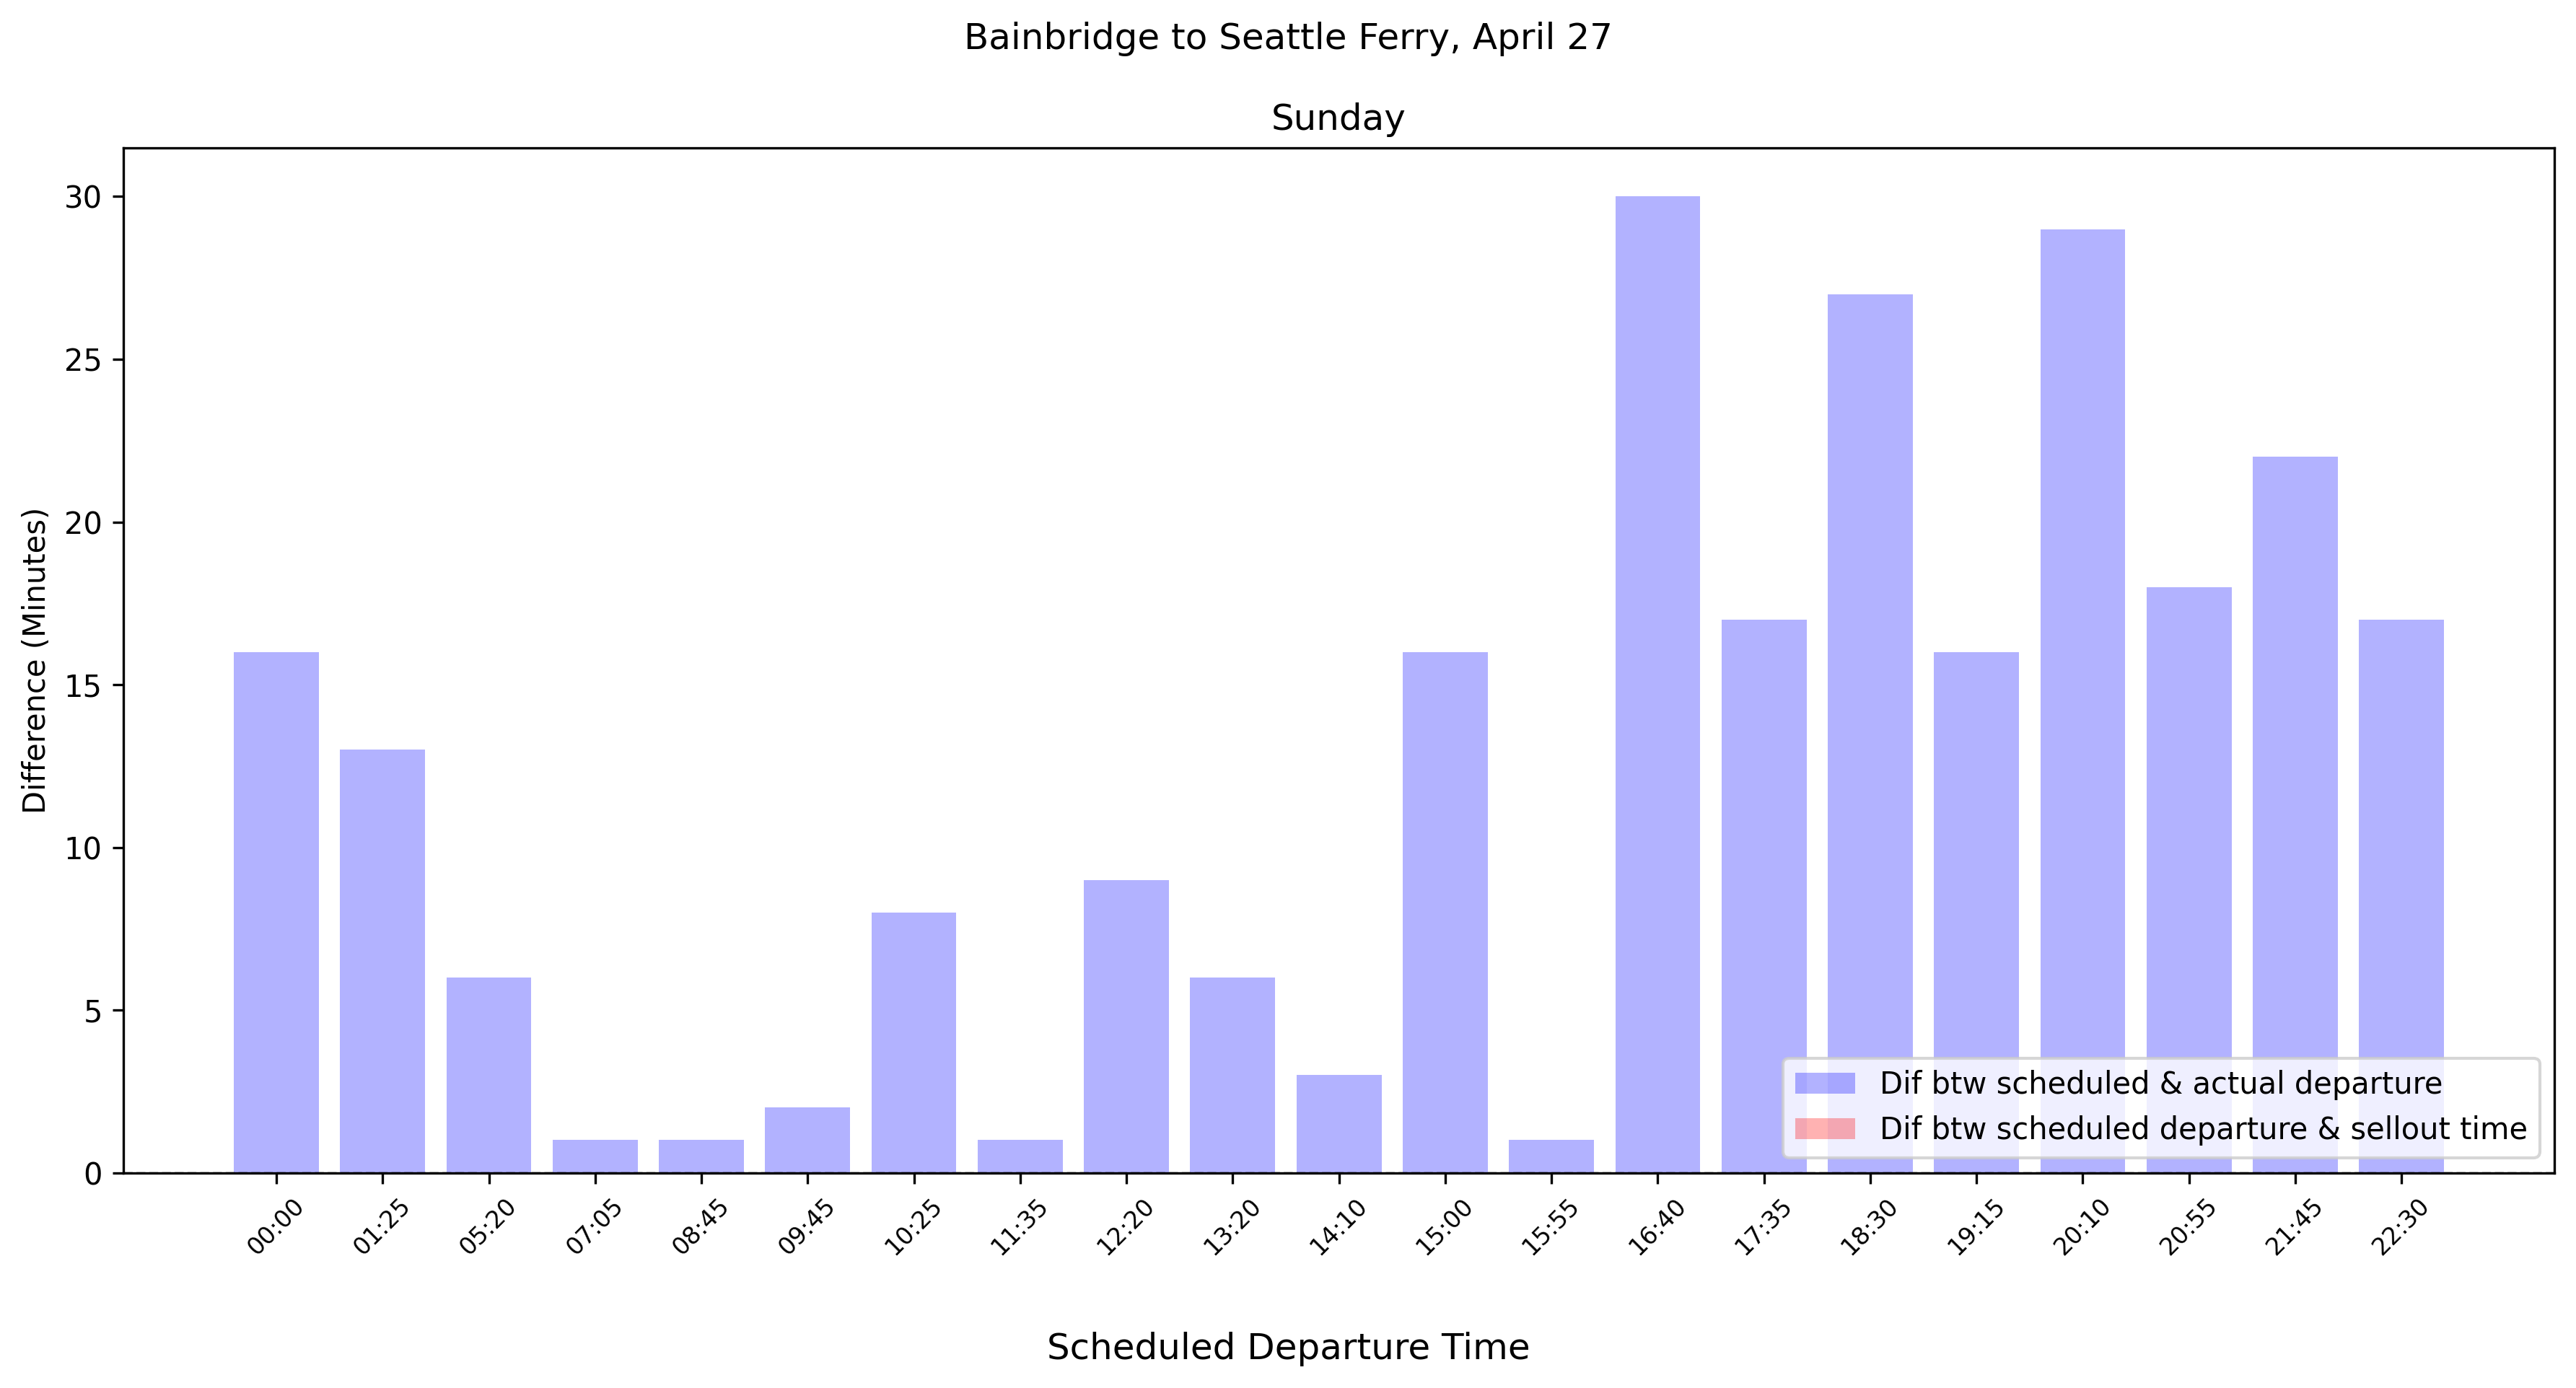 Bainbridge to Seattle Ferry, April 27
Sunday
Difference (Minutes)
30
25
20
15
10
5
0
Dif btw scheduled & actual departure
Dif btw scheduled departure & sellout time
00:00 01:25 05:20 07:05 08:45 09:45 10:25 11:35 12:20 13:20 14:10 15:00 15:55 16:40 17:35 18:30 19:15 20:10 20:55 21:45 22:30
Scheduled Departure Time